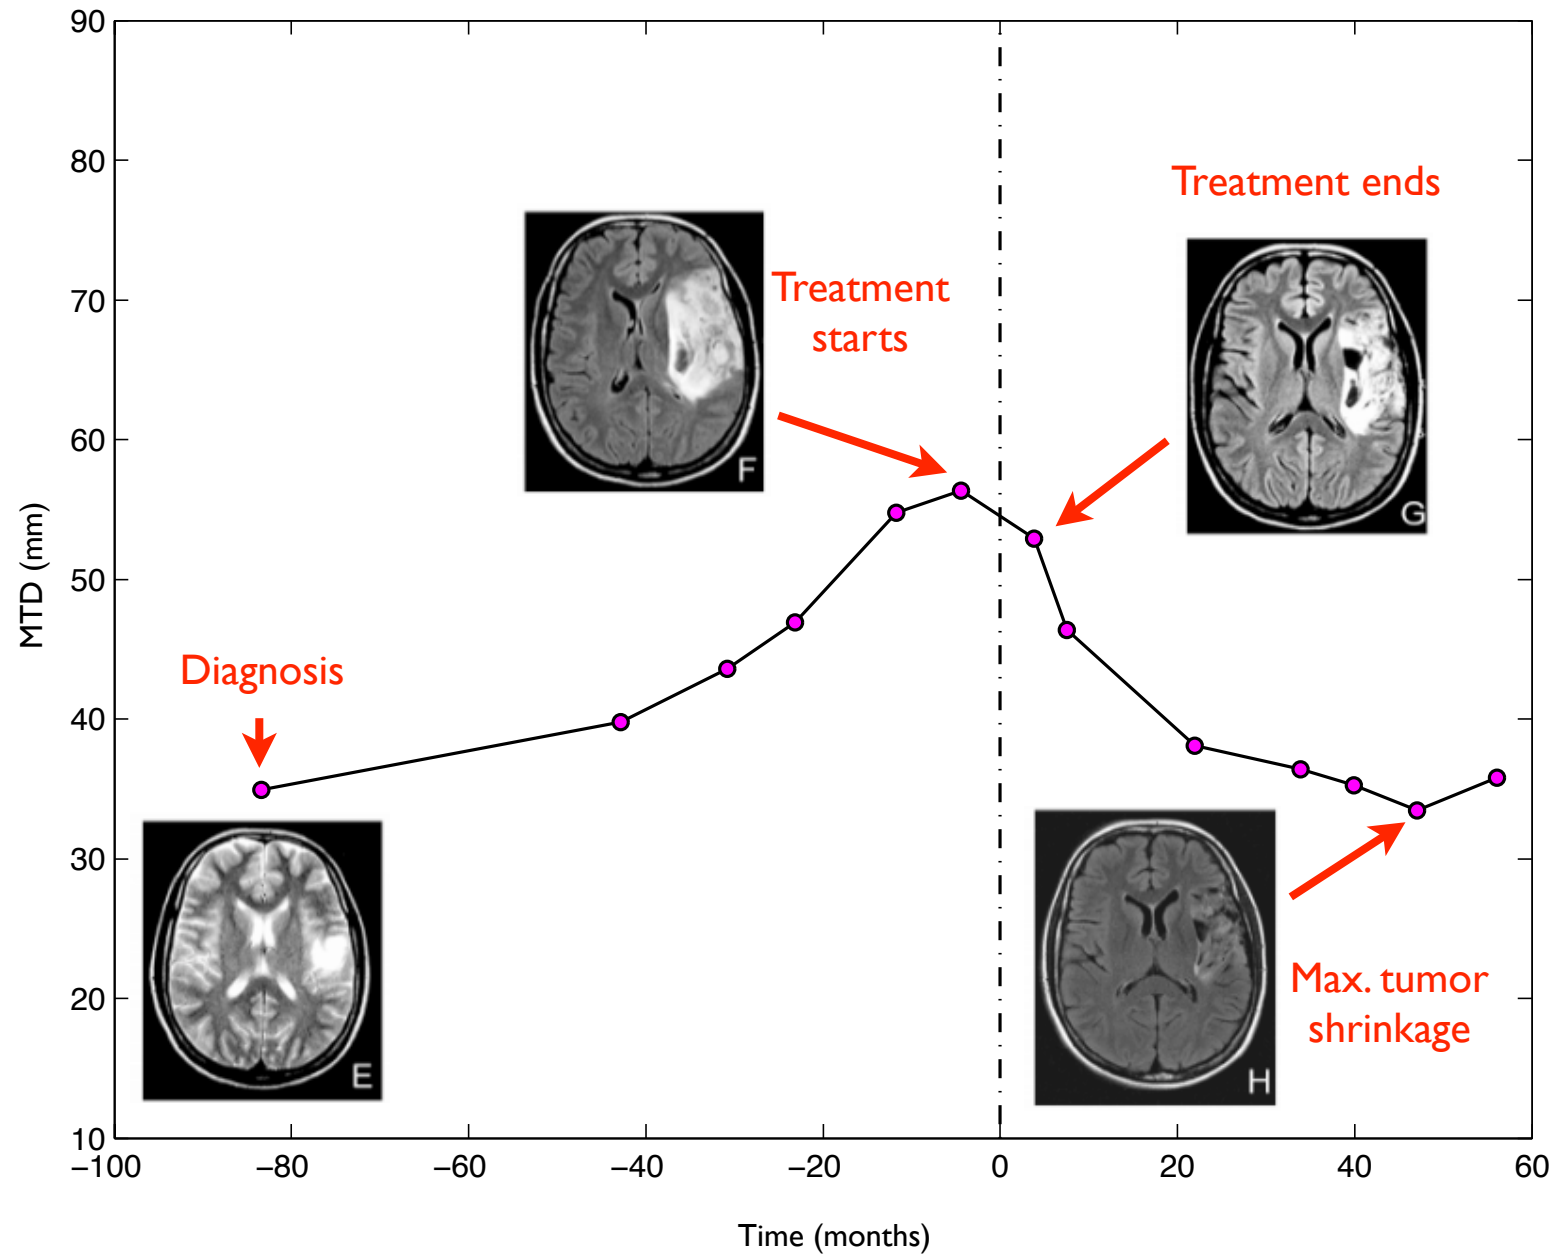 90
80
70
60
50
40
30
20
10
MTD (mm)
Treatment ends
Treatment
starts
F
G
Diagnosis
E
H
Max. tumor
shrinkage
−100
−80
−60
−40
−20
0
20
40
60
Time (months)